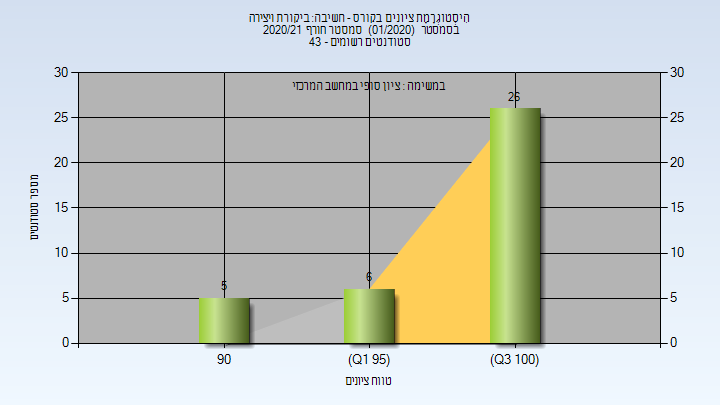 היסטוגרמת ציונים בקורס - חשיבה: ביקורת ויצירה
בסמסטר (01/2020) סמסטר חורף 2020/21
סטודנטים רשומים - 43
במשימה : ציון סופי במחשב המרכזי
30
25
20
15
10
5
0
30
25
20
15
10
5
0
5
6
26
90
(Q1 95)
(Q3 100)
מספר סטודנטים
טווח ציונים